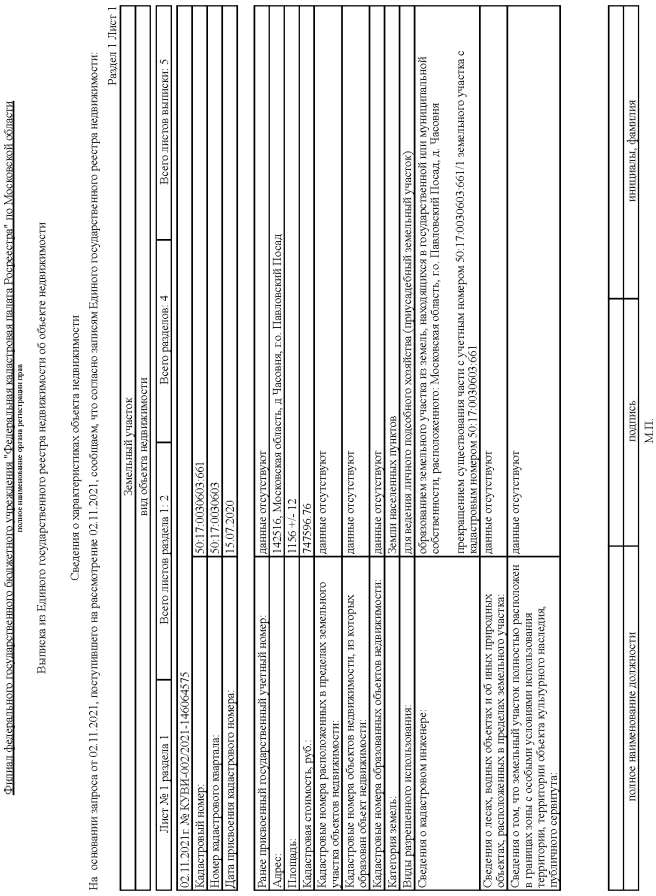 Филиал федерального государственного бюджетного учреждения "Федеральная кадастровая палата Росреестра" по Московской области
полное наименование органа регистрации прав
Выписка из Единого государственного реестра недвижимости об объекте недвижимости
Сведения о характеристиках объекта недвижимости
На основании запроса от 02.11.2021, поступившего на рассмотрение 02.11.2021, сообщаем, что согласно записям Единого государственного реестра недвижимости:
Раздел 1 Лист 1
Земельный участок
вид объекта недвижимости
Лист № 1 раздела 1 Всего листов раздела 1: 2 Всего разделов: 4 Всего листов выписки: 5
02.11.2021г. № КУВИ-002/2021-146064575
Кадастровый номер: 50:17:0030603:661
Номер кадастрового квартала: 50:17:0030603
Дата присвоения кадастрового номера: 15.07.2020
Ранее присвоенный государственный учетный номер: данные отсутствуют
Адрес: 142516, Московская область, д Часовня, г.о. Павловский Посад
Площадь: 1156 +/- 12
Кадастровая стоимость, руб.: 747596.76
Кадастровые номера расположенных в пределах земельного
участка объектов недвижимости:
данные отсутствуют
Кадастровые номера объектов недвижимости, из которых
образован объект недвижимости:
данные отсутствуют
Кадастровые номера образованных объектов недвижимости: данные отсутствуют
Категория земель: Земли населенных пунктов
Виды разрешенного использования: для ведения личного подсобного хозяйства (приусадебный земельный участок)
Сведения о кадастровом инженере:
образованием земельного участка из земель, находящихся в государственной или муниципальной
собственности, расположенного: Московская область, г.о. Павловский Посад, д. Часовня
прекращением существования части с учетным номером 50:17:0030603:661/1 земельного участка с
кадастровым номером 50:17:0030603:661
Сведения о лесах, водных объектах и об иных природных
объектах, расположенных в пределах земельного участка:
данные отсутствуют
Сведения о том, что земельный участок полностью расположен
в границах зоны с особыми условиями использования
территории, территории объекта культурного наследия,
публичного сервитута:
данные отсутствуют
полное наименование должности подпись инициалы, фамилия
М.П.